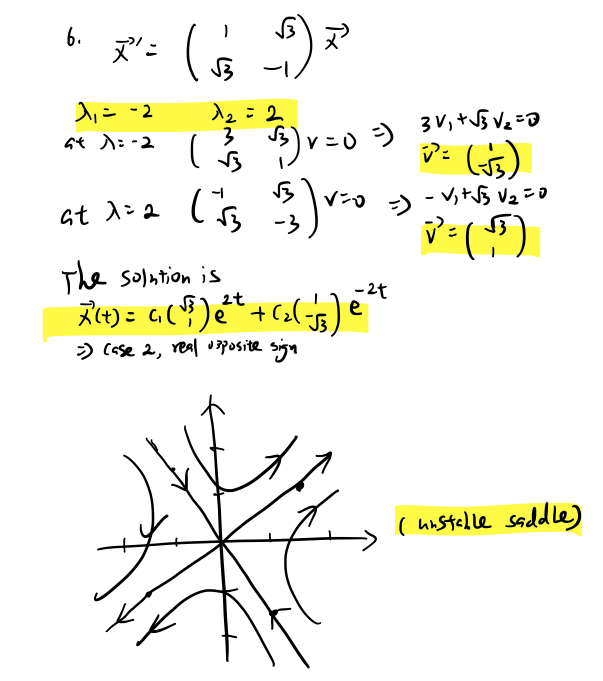 6. x⃗' = ( 1 √3 ; √3 -1 ) x⃗
λ₁ = -2 λ₂ = 2
at λ = -2 ( 3 √3 ; √3 1 ) v = 0 ⇒ 3v₁ + √3 v₂ = 0
v⃗ = ( 1 ; -√3 )
at λ = 2 ( -1 √3 ; √3 -3 ) v = 0 ⇒ -v₁ + √3 v₂ = 0
v⃗ = ( √3 ; 1 )
The solution is
x⃗(t) = C₁ ( √3 ; 1 ) e^{2t} + C₂ ( 1 ; -√3 ) e^{-2t}
⇒ case 2, real opposite sign
(unstable saddle)